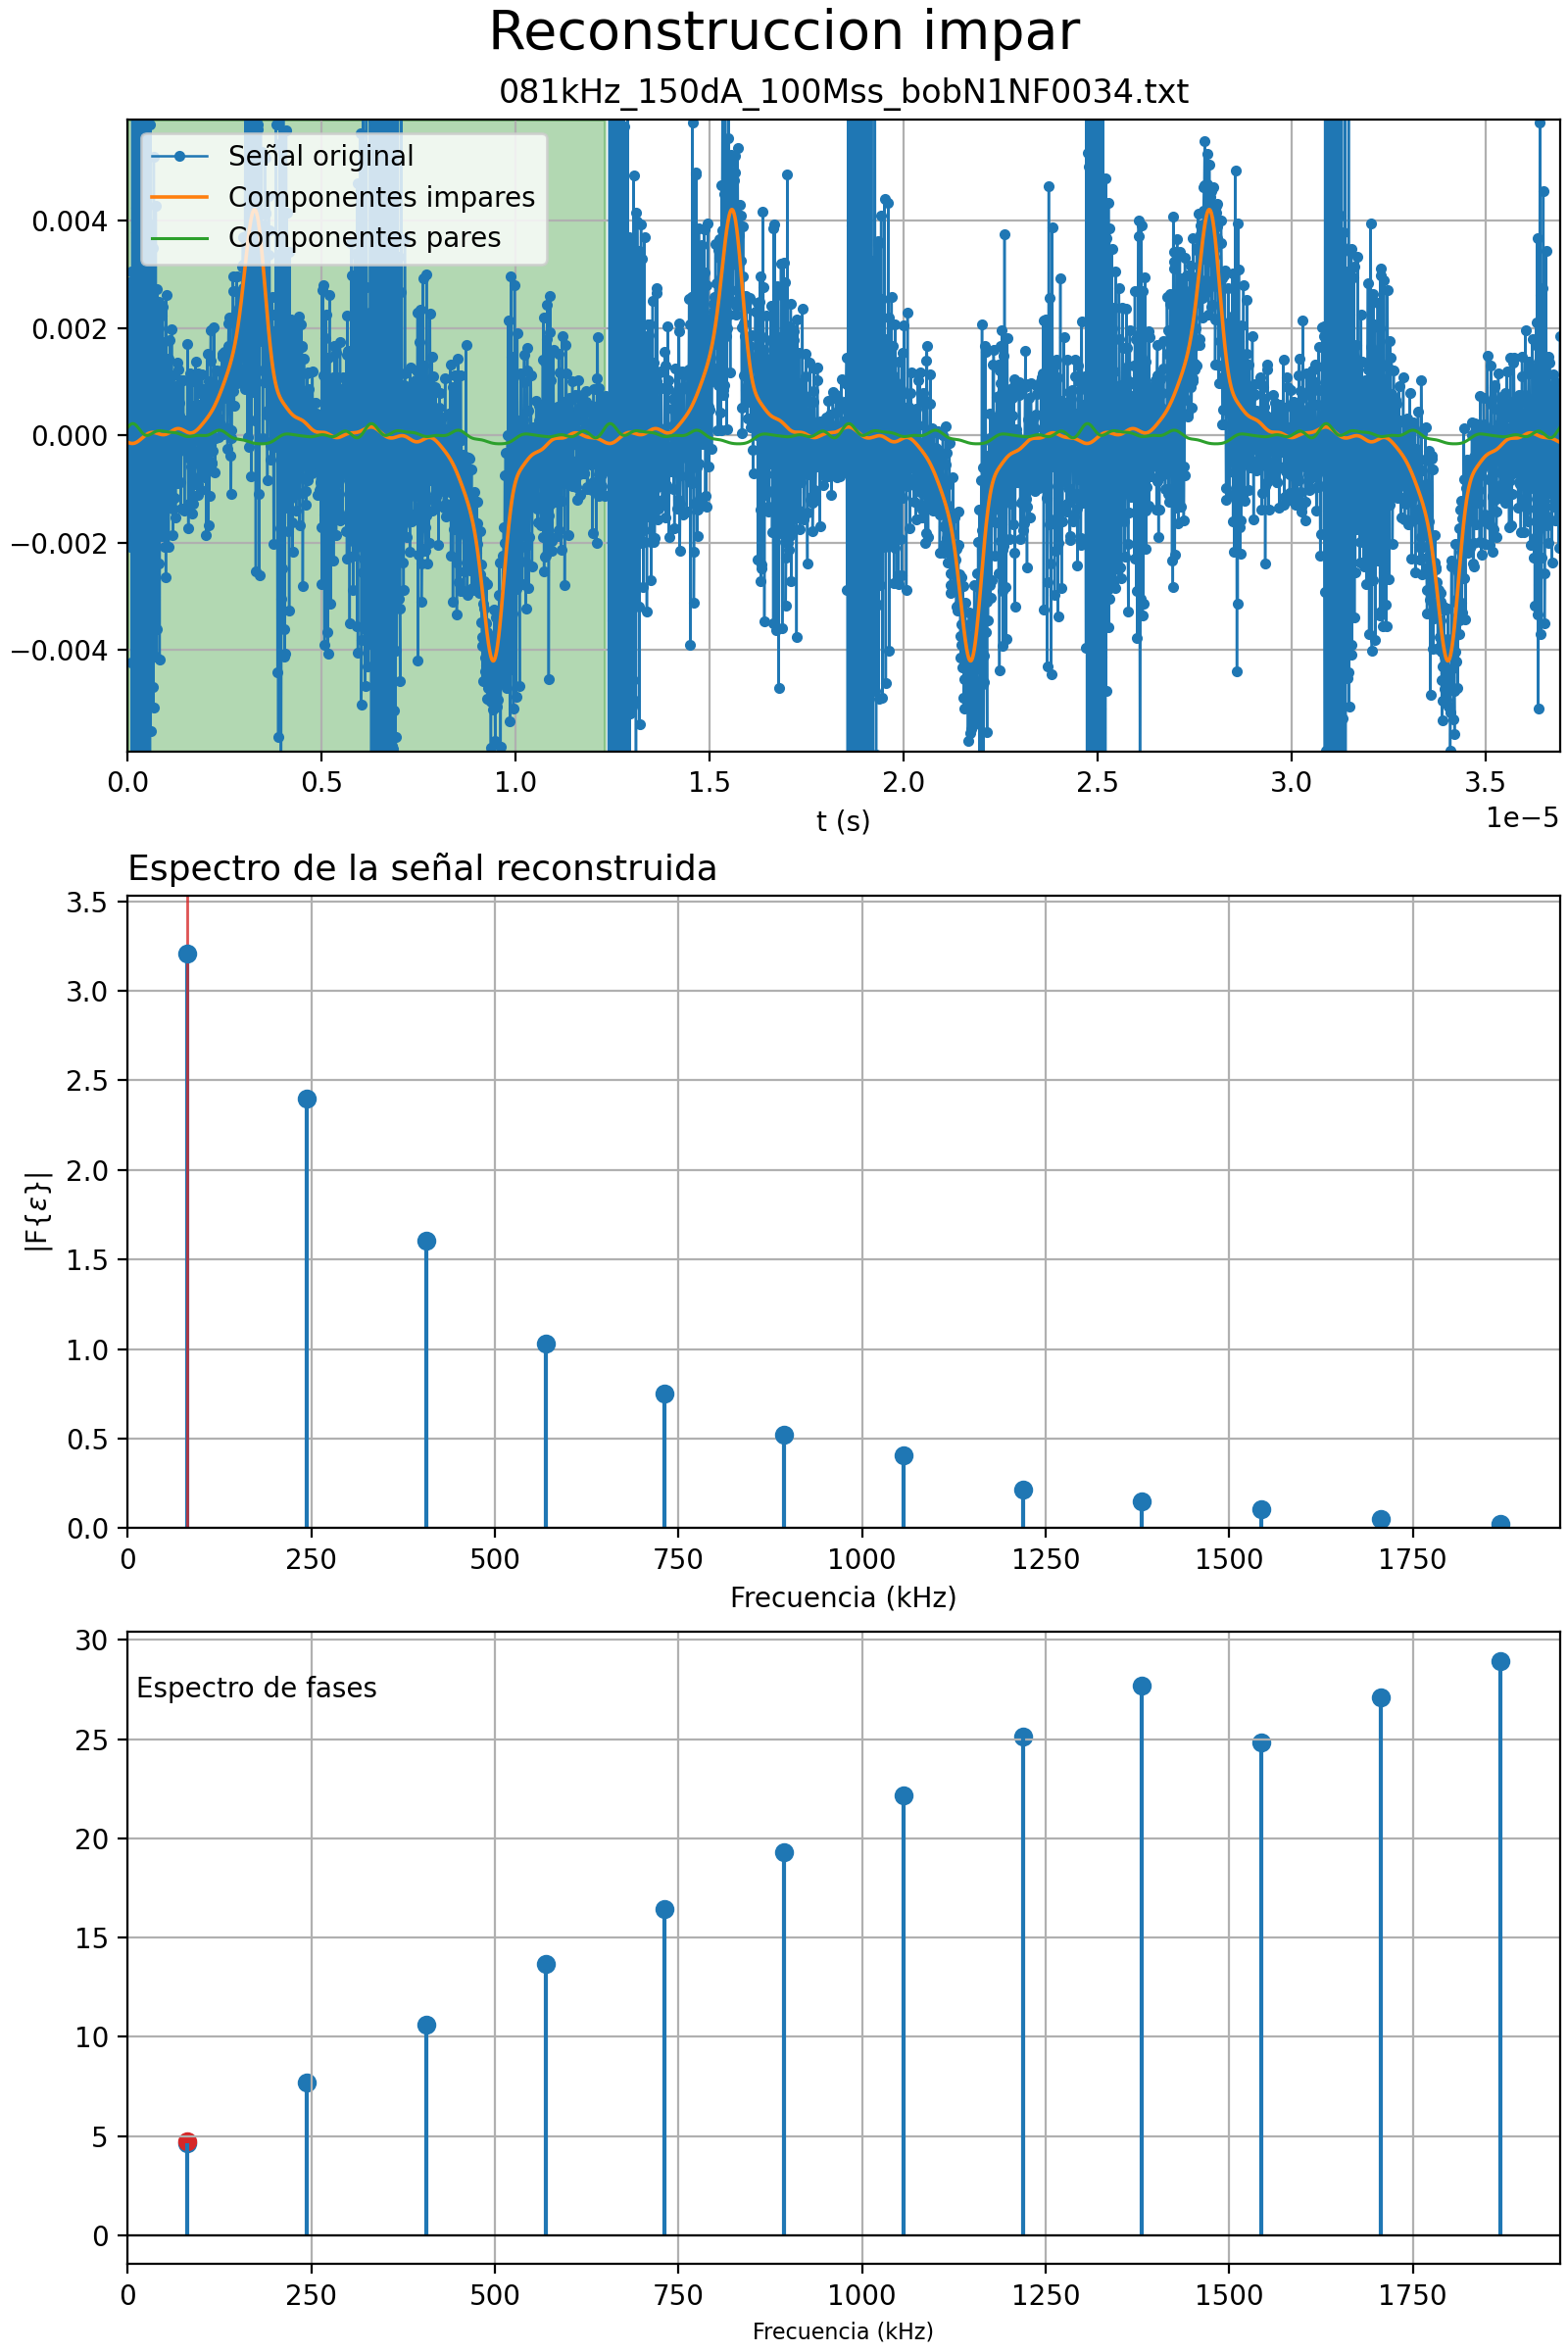 Reconstruccion impar
081kHz_150dA_100Mss_bobN1NF0034.txt
Señal original
Componentes impares
Componentes pares
0.004
0.002
0.000
−0.002
−0.004
0.0 0.5 1.0 1.5 2.0 2.5 3.0 3.5
1e−5
t (s)
Espectro de la señal reconstruida
3.5
3.0
2.5
2.0
1.5
1.0
0.5
0.0
|F{ε}|
0 250 500 750 1000 1250 1500 1750
Frecuencia (kHz)
Espectro de fases
30
25
20
15
10
5
0
0 250 500 750 1000 1250 1500 1750
Frecuencia (kHz)